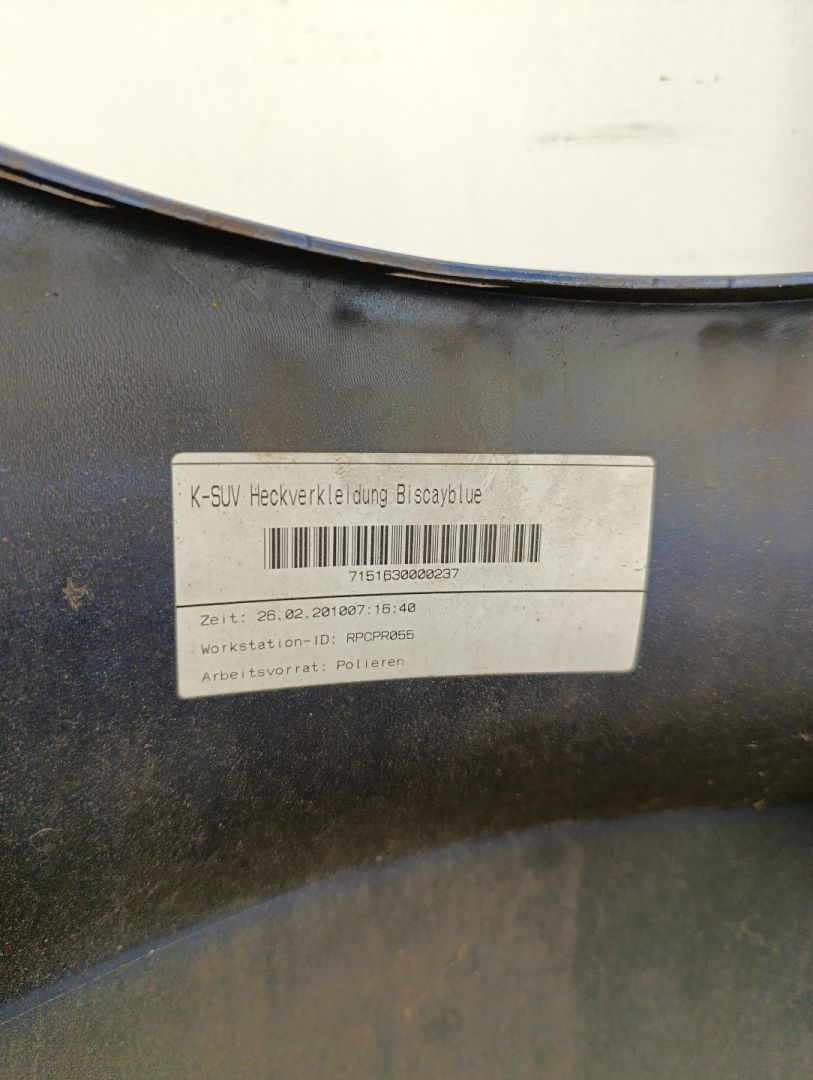 K-SUV Heckverkleidung Biscayblue
7151630000237
Zeit: 26.02.201007:16:40
Workstation-ID: RPCPR055
Arbeitsvorrat: Polieren